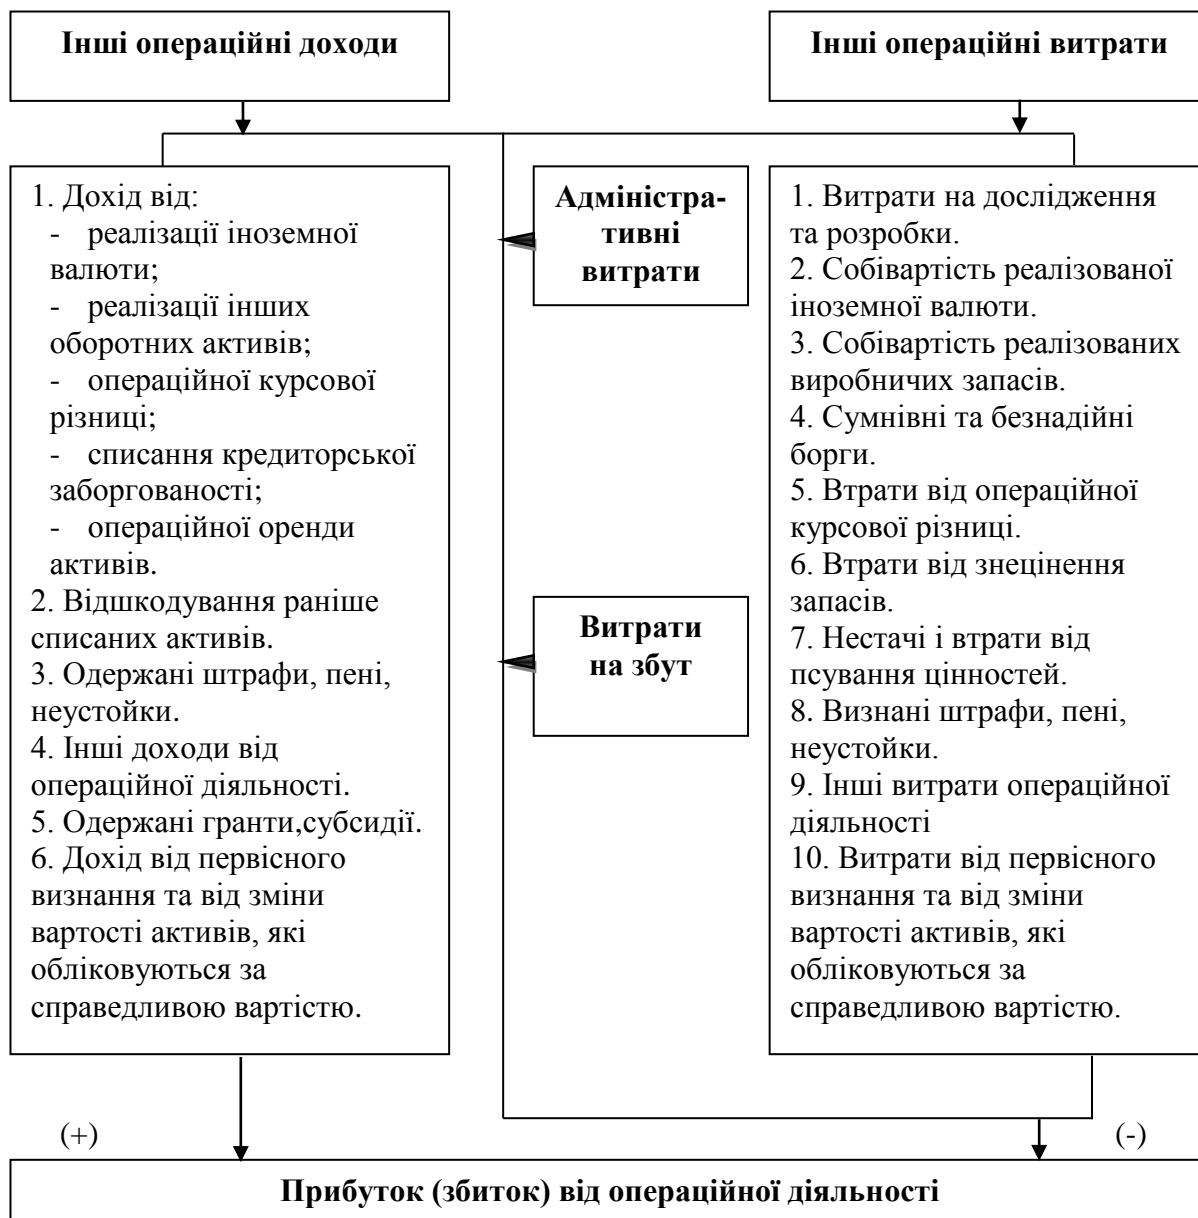 Інші операційні доходи
Інші операційні витрати
1. Дохід від:
- реалізації іноземної
валюти;
- реалізації інших
оборотних активів;
- операційної курсової
різниці;
- списання кредиторської
заборгованості;
- операційної оренди
активів.
2. Відшкодування раніше
списаних активів.
3. Одержані штрафи, пені,
неустойки.
4. Інші доходи від
операційної діяльності.
5. Одержані гранти,субсидії.
6. Дохід від первісного
визнання та від зміни
вартості активів, які
обліковуються за
справедливою вартістю.
Адміністра-
тивні
витрати
Витрати
на збут
1. Витрати на дослідження
та розробки.
2. Собівартість реалізованої
іноземної валюти.
3. Собівартість реалізованих
виробничих запасів.
4. Сумнівні та безнадійні
борги.
5. Втрати від операційної
курсової різниці.
6. Втрати від знецінення
запасів.
7. Нестачі і втрати від
псування цінностей.
8. Визнані штрафи, пені,
неустойки.
9. Інші витрати операційної
діяльності
10. Витрати від первісного
визнання та від зміни
вартості активів, які
обліковуються за
справедливою вартістю.
(+)
(-)
Прибуток (збиток) від операційної діяльності